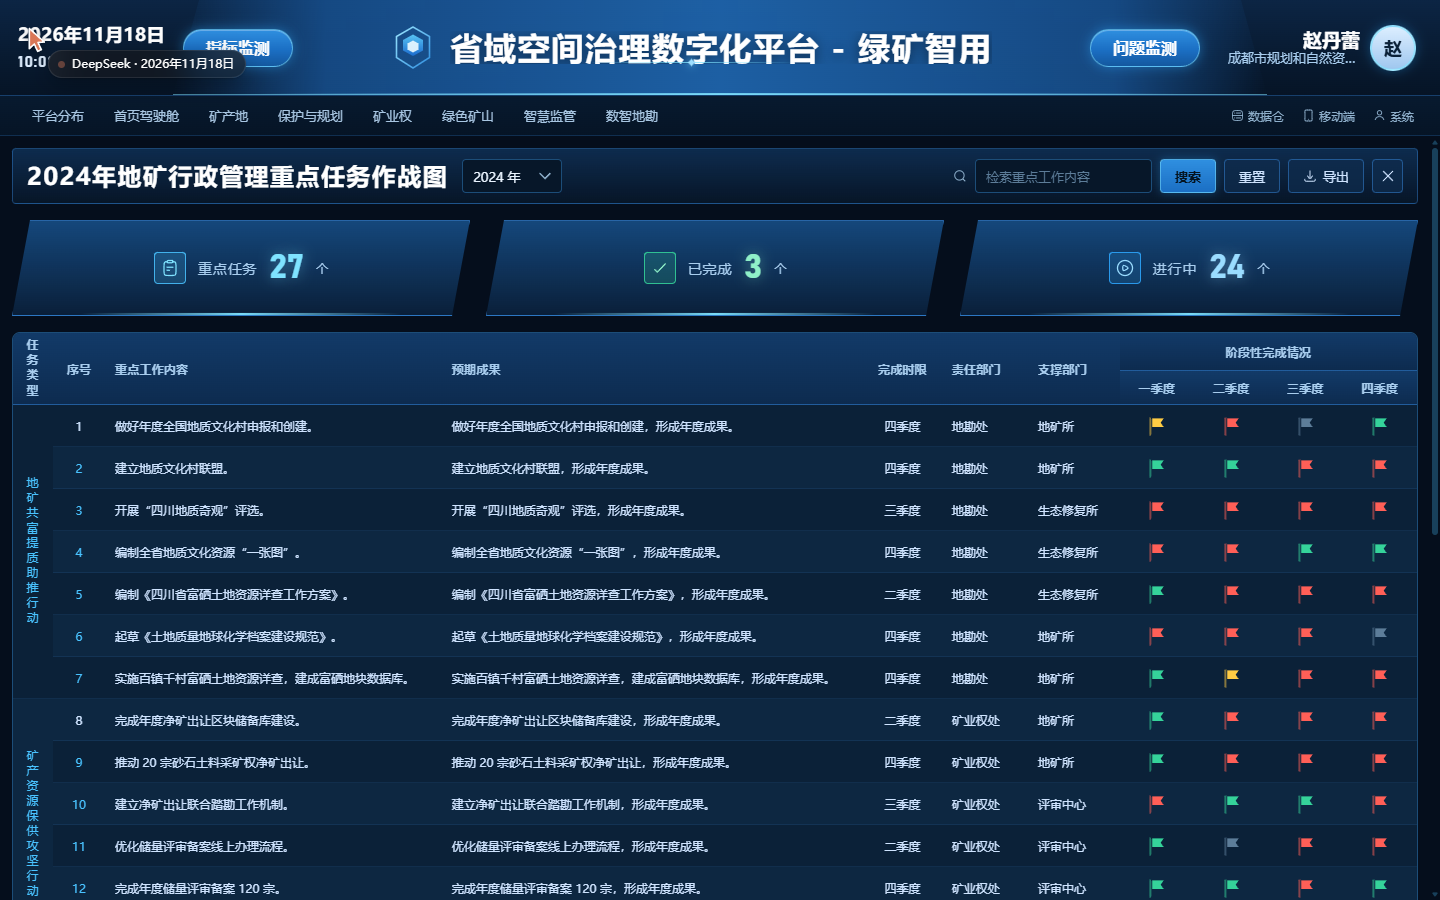 2026年11月18日
10:0
DeepSeek · 2026年11月18日
指标监测
省域空间治理数字化平台 - 绿矿智用
问题监测
赵丹蕾
成都市规划和自然资...
赵
平台分布 首页驾驶舱 矿产地 保护与规划 矿业权 绿色矿山 智慧监管 数智地勘
数据仓 移动端 系统
2024年地矿行政管理重点任务作战图 2024 年
检索重点工作内容 搜索 重置 导出
重点任务 27 个
已完成 3 个
进行中 24 个
任务类型 序号 重点工作内容 预期成果 完成时限 责任部门 支撑部门 阶段性完成情况
一季度 二季度 三季度 四季度
地矿共富提质助推行动
1 做好年度全国地质文化村申报和创建。 做好年度全国地质文化村申报和创建，形成年度成果。 四季度 地勘处 地矿所
2 建立地质文化村联盟。 建立地质文化村联盟，形成年度成果。 四季度 地勘处 地矿所
3 开展“四川地质奇观”评选。 开展“四川地质奇观”评选，形成年度成果。 三季度 地勘处 生态修复所
4 编制全省地质文化资源“一张图”。 编制全省地质文化资源“一张图”，形成年度成果。 四季度 地勘处 生态修复所
5 编制《四川省富硒土地资源详查工作方案》。 编制《四川省富硒土地资源详查工作方案》，形成年度成果。 二季度 地勘处 生态修复所
6 起草《土地质量地球化学档案建设规范》。 起草《土地质量地球化学档案建设规范》，形成年度成果。 四季度 地勘处 地矿所
7 实施百镇千村富硒土地资源详查，建成富硒地块数据库。 实施百镇千村富硒土地资源详查，建成富硒地块数据库，形成年度成果。 四季度 地勘处 地矿所
矿产资源保供攻坚行动
8 完成年度净矿出让区块储备库建设。 完成年度净矿出让区块储备库建设，形成年度成果。 二季度 矿业权处 地矿所
9 推动 20 宗砂石土料采矿权净矿出让。 推动 20 宗砂石土料采矿权净矿出让，形成年度成果。 四季度 矿业权处 地矿所
10 建立净矿出让联合踏勘工作机制。 建立净矿出让联合踏勘工作机制，形成年度成果。 三季度 矿业权处 评审中心
11 优化储量评审备案线上办理流程。 优化储量评审备案线上办理流程，形成年度成果。 二季度 矿业权处 评审中心
12 完成年度储量评审备案 120 宗。 完成年度储量评审备案 120 宗，形成年度成果。 四季度 矿业权处 评审中心